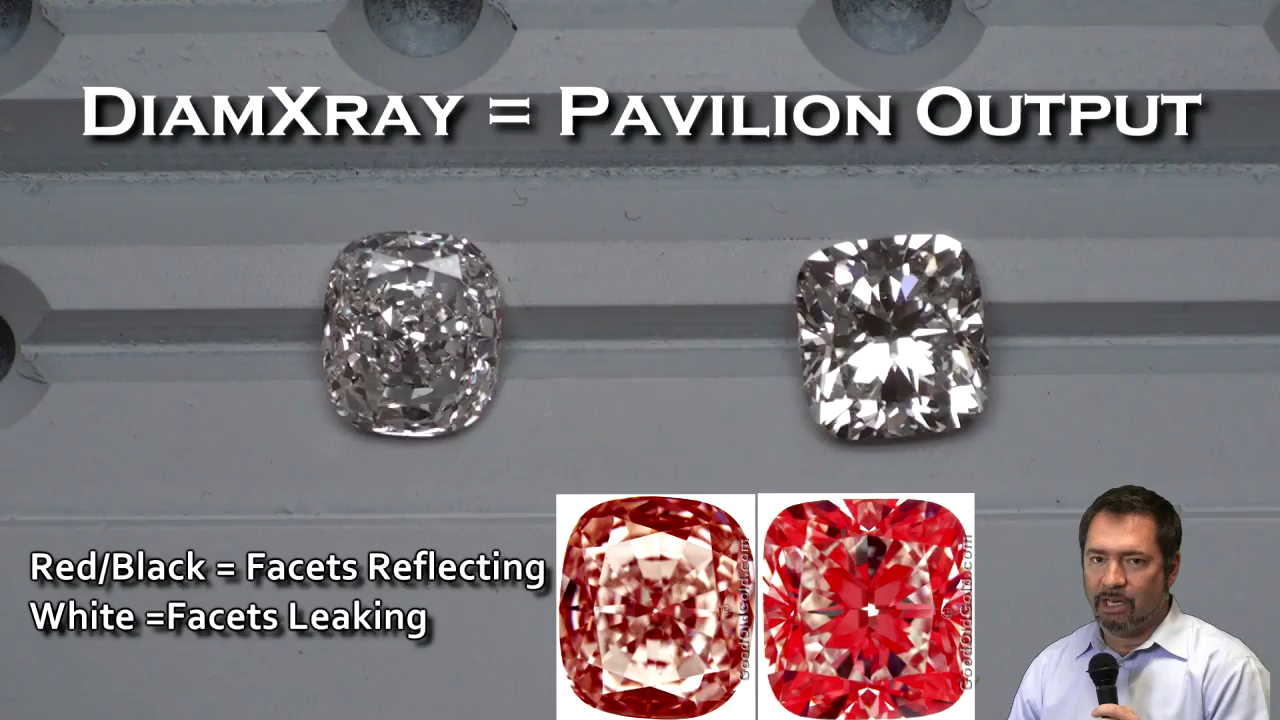 DIAMXRAY = PAVILION OUTPUT
Red/Black = Facets Reflecting
White =Facets Leaking
GoodOldGold.com
GoodOldGold.com